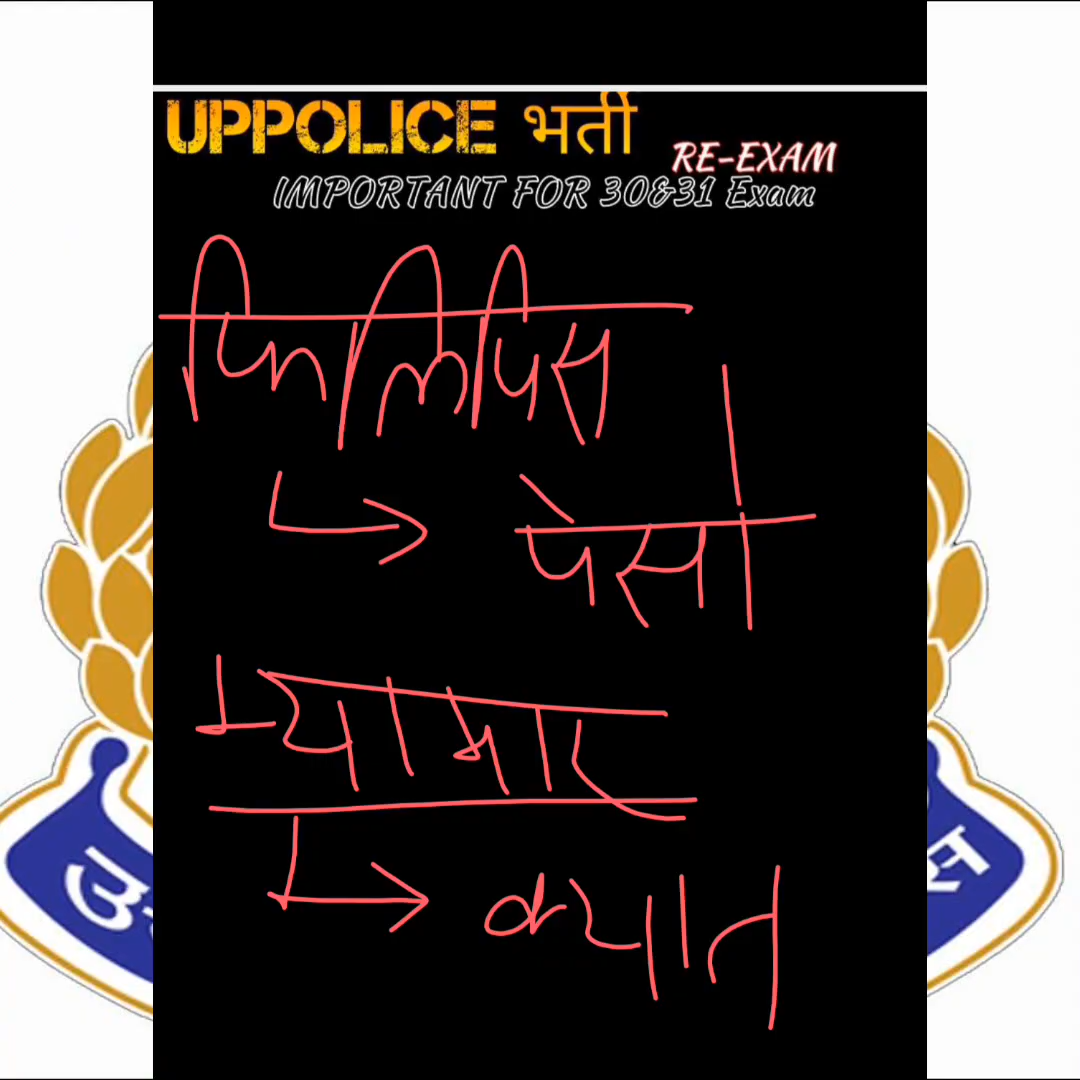 UPPOLICE भर्ती
RE-EXAM
IMPORTANT FOR 30&31 Exam
फिलिपिस
पेसो
म्यामार
क्यात